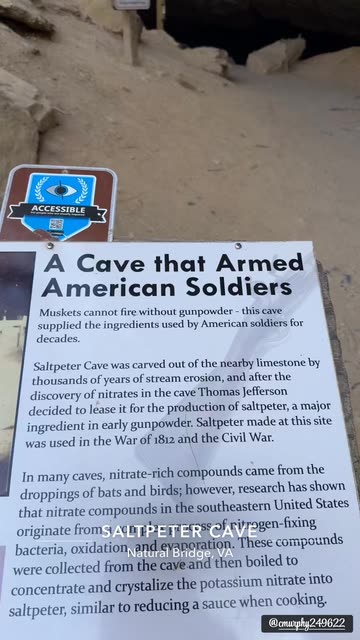 ACCESSIBLE
A Cave that Armed
American Soldiers
Muskets cannot fire without gunpowder - this cave
supplied the ingredients used by American soldiers for
decades.
Saltpeter Cave was carved out of the nearby limestone by
thousands of years of stream erosion, and after the
discovery of nitrates in the cave Thomas Jefferson
decided to lease it for the production of saltpeter, a major
ingredient in early gunpowder. Saltpeter made at this site
was used in the War of 1812 and the Civil War.
In many caves, nitrate-rich compounds came from the
droppings of bats and birds; however, research has shown
that nitrate compounds in the southeastern United States
originate from of nitrogen-fixing
SALTPETER CAVE
bacteria, oxidation, and evaporation. These compounds
Natural Bridge, VA
were collected from the cave and then boiled to
concentrate and crystalize the potassium nitrate into
saltpeter, similar to reducing a sauce when cooking.
@cmurphy249622